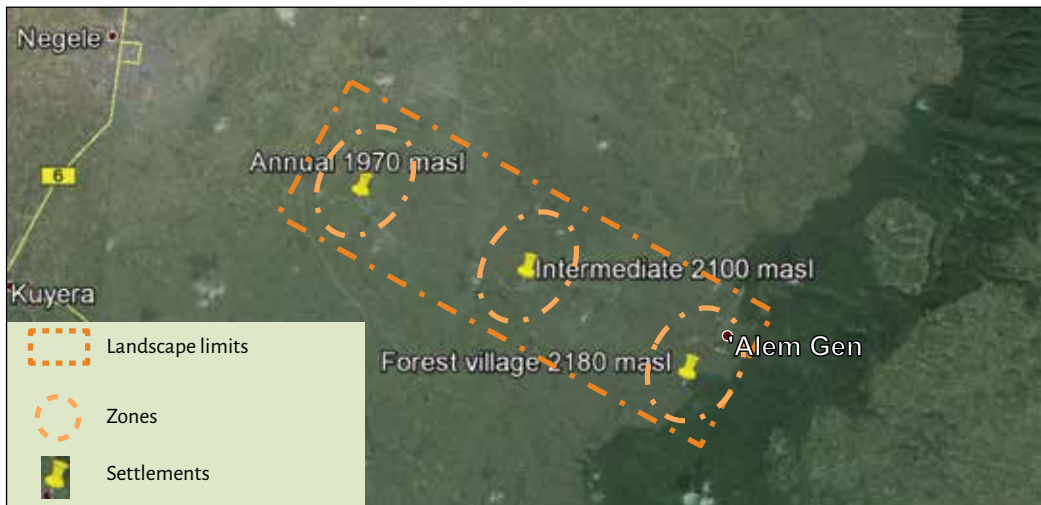 Negele
Annual 1970 masl
6
Intermediate 2100 masl
Kuyera
'Alem Gen
Forest village 2180 masl
Landscape limits
Zones
Settlements